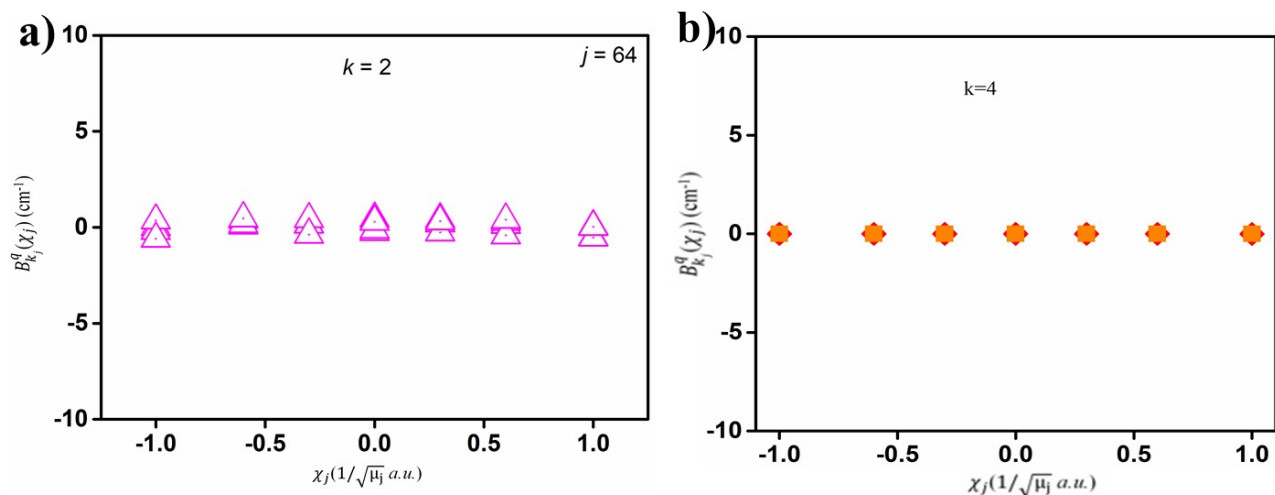 a)
10
5
0
-5
-10
k = 2
j = 64
-1.0 -0.5 0.0 0.5 1.0
B^q_{k_j}(χ_j) (cm⁻¹)
χ_j(1/√μ_j a.u.)
b)
10
5
0
-5
-10
k=4
-1.0 -0.5 0.0 0.5 1.0
B^q_{k_j}(χ_j) (cm⁻¹)
χ_j(1/√μ_j a.u.)